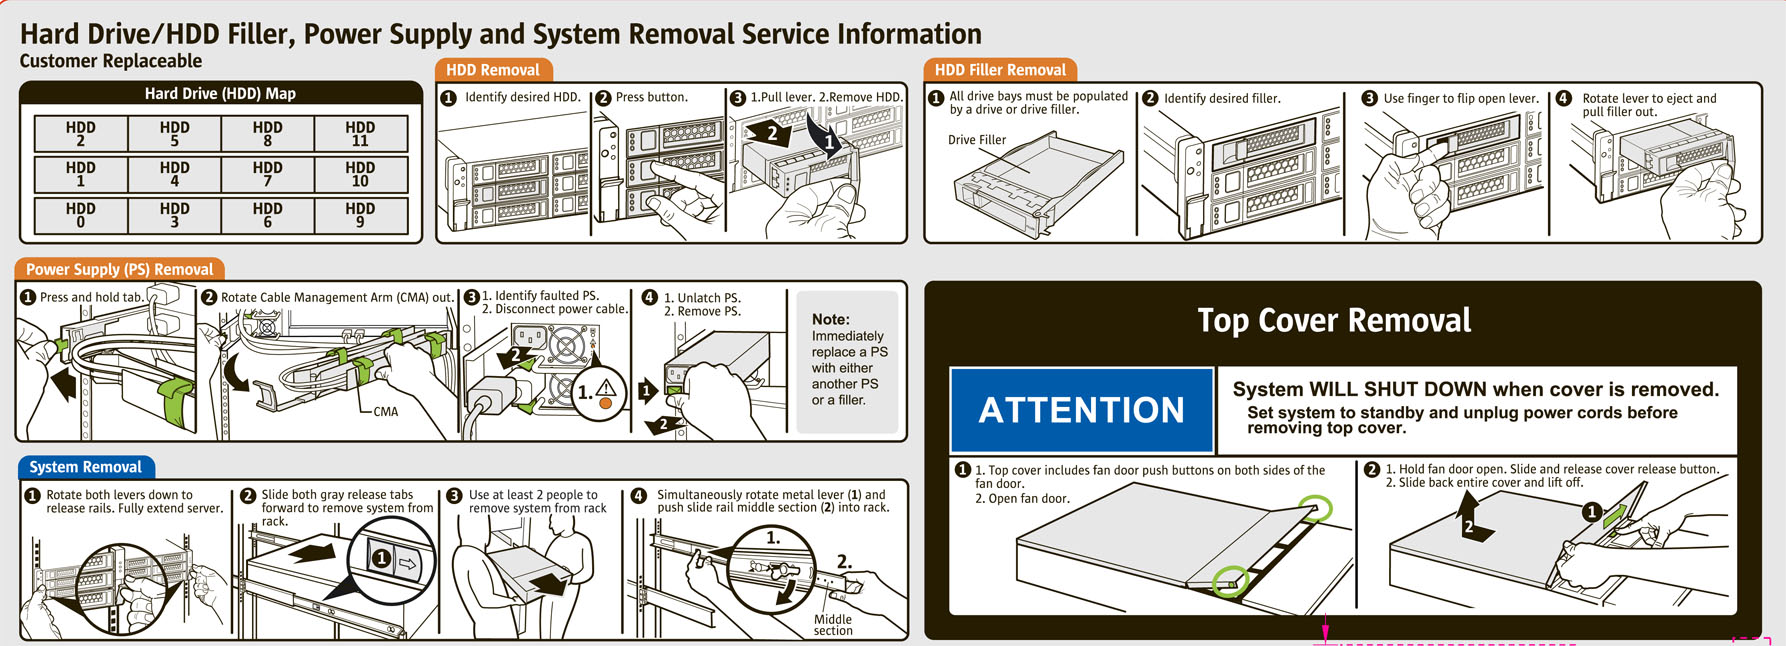 Hard Drive/HDD Filler, Power Supply and System Removal Service Information
Customer Replaceable
Hard Drive (HDD) Map
HDD 2
HDD 5
HDD 8
HDD 11
HDD 1
HDD 4
HDD 7
HDD 10
HDD 0
HDD 3
HDD 6
HDD 9
HDD Removal
1 Identify desired HDD.
2 Press button.
3 1.Pull lever. 2.Remove HDD.
2
1
HDD Filler Removal
1 All drive bays must be populated
by a drive or drive filler.
Drive Filler
2 Identify desired filler.
3 Use finger to flip open lever.
4 Rotate lever to eject and
pull filler out.
Power Supply (PS) Removal
1 Press and hold tab.
2 Rotate Cable Management Arm (CMA) out.
CMA
3 1. Identify faulted PS.
2. Disconnect power cable.
2
1.
4 1. Unlatch PS.
2. Remove PS.
1
2
Note:
Immediately
replace a PS
with either
another PS
or a filler.
System Removal
1 Rotate both levers down to
release rails. Fully extend server.
2 Slide both gray release tabs
forward to remove system from
rack.
1
3 Use at least 2 people to
remove system from rack
4 Simultaneously rotate metal lever (1) and
push slide rail middle section (2) into rack.
1.
2.
Middle
section
Top Cover Removal
ATTENTION
System WILL SHUT DOWN when cover is removed.
Set system to standby and unplug power cords before
removing top cover.
1 1. Top cover includes fan door push buttons on both sides of the
fan door.
2. Open fan door.
2 1. Hold fan door open. Slide and release cover release button.
2. Slide back entire cover and lift off.
1
2